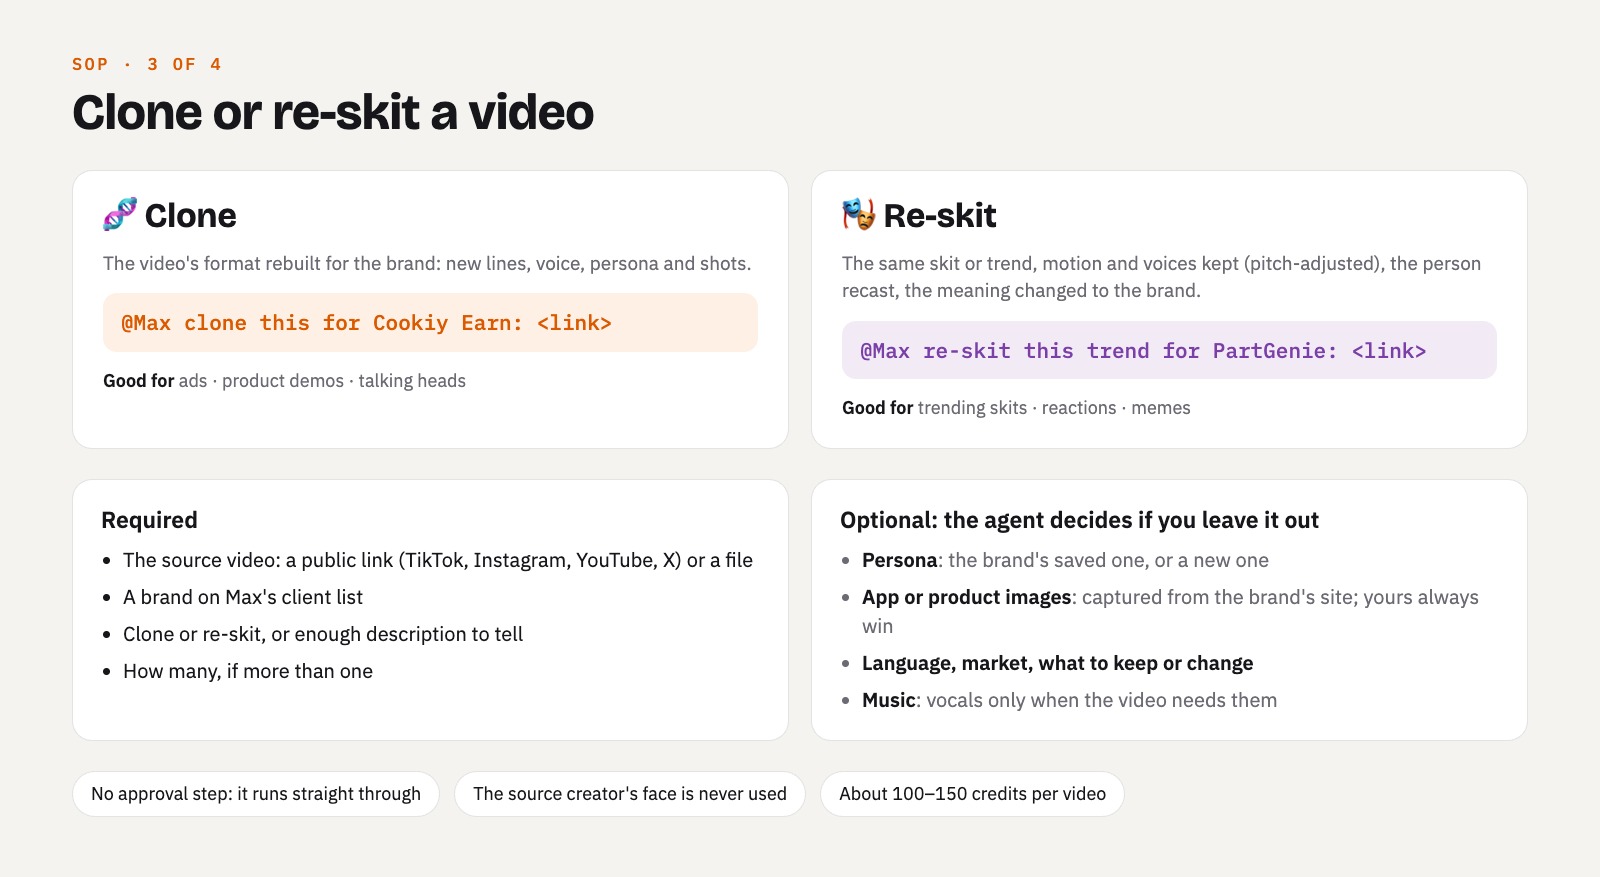 SOP · 3 OF 4
Clone or re-skit a video
Clone
The video's format rebuilt for the brand: new lines, voice, persona and shots.
@Max clone this for Cookiy Earn: <link>
Good for ads · product demos · talking heads
Re-skit
The same skit or trend, motion and voices kept (pitch-adjusted), the person
recast, the meaning changed to the brand.
@Max re-skit this trend for PartGenie: <link>
Good for trending skits · reactions · memes
Required
• The source video: a public link (TikTok, Instagram, YouTube, X) or a file
• A brand on Max's client list
• Clone or re-skit, or enough description to tell
• How many, if more than one
Optional: the agent decides if you leave it out
• Persona: the brand's saved one, or a new one
• App or product images: captured from the brand's site; yours always
win
• Language, market, what to keep or change
• Music: vocals only when the video needs them
No approval step: it runs straight through
The source creator's face is never used
About 100–150 credits per video